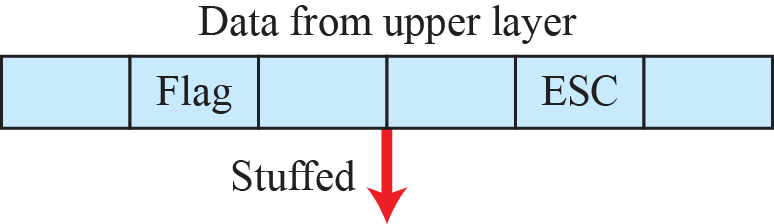 Data from upper layer
Flag ESC
Stuffed